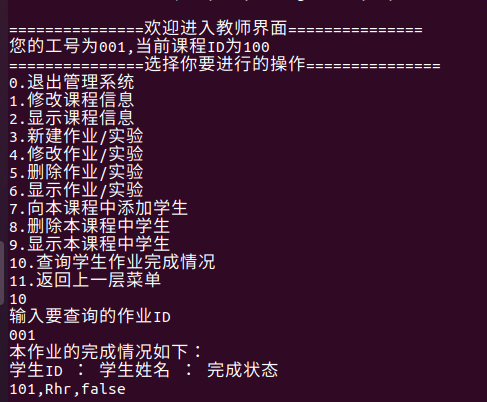 ===============欢迎进入教师界面===============
您的工号为001,当前课程ID为100
===============选择你要进行的操作===============
0.退出管理系统
1.修改课程信息
2.显示课程信息
3.新建作业/实验
4.修改作业/实验
5.删除作业/实验
6.显示作业/实验
7.向本课程中添加学生
8.删除本课程中学生
9.显示本课程中学生
10.查询学生作业完成情况
11.返回上一层菜单
10
输入要查询的作业ID
001
本作业的完成情况如下：
学生ID : 学生姓名 : 完成状态
101,Rhr,false